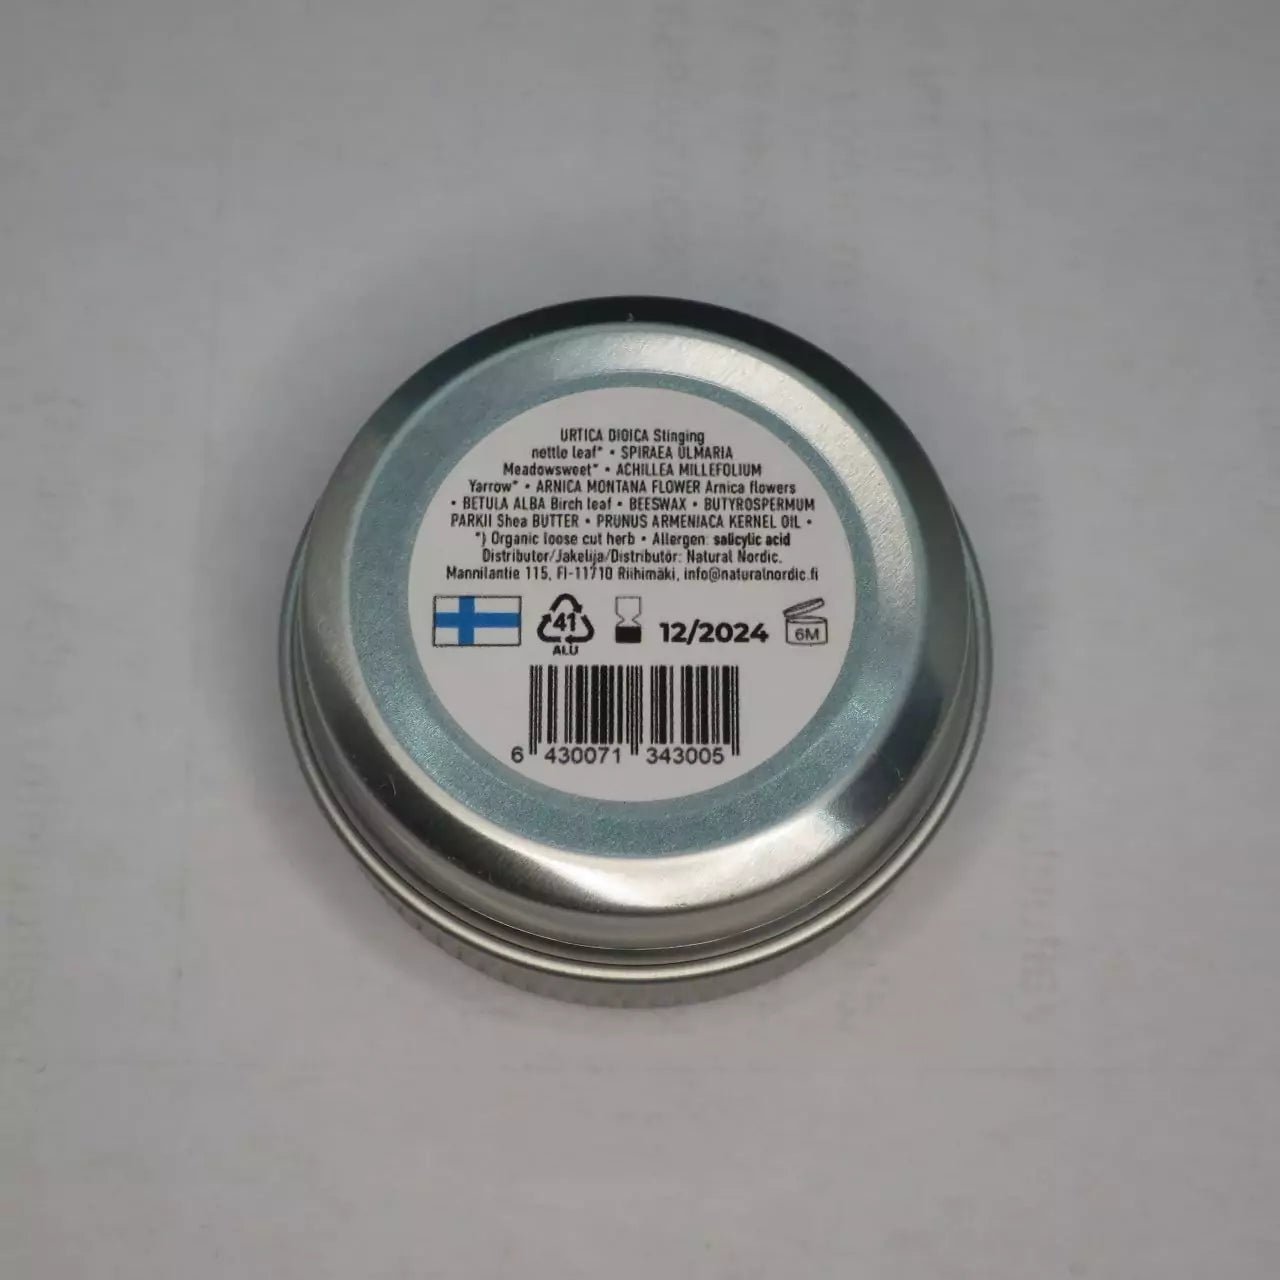 URTICA DIOICA Stinging
nettle leaf* • SPIRAEA ULMARIA
Meadowsweet* • ACHILLEA MILLEFOLIUM
Yarrow* • ARNICA MONTANA FLOWER Arnica flowers
• BETULA ALBA Birch leaf • BEESWAX • BUTYROSPERMUM
PARKII Shea BUTTER • PRUNUS ARMENIACA KERNEL OIL •
*) Organic loose cut herb • Allergen: salicylic acid
Distributor/Jakelija/Distributör: Natural Nordic.
Mannilantie 115, FI-11710 Riihimäki, info@naturalnordic.fi
41
ALU
12/2024
6M
6 430071 343005